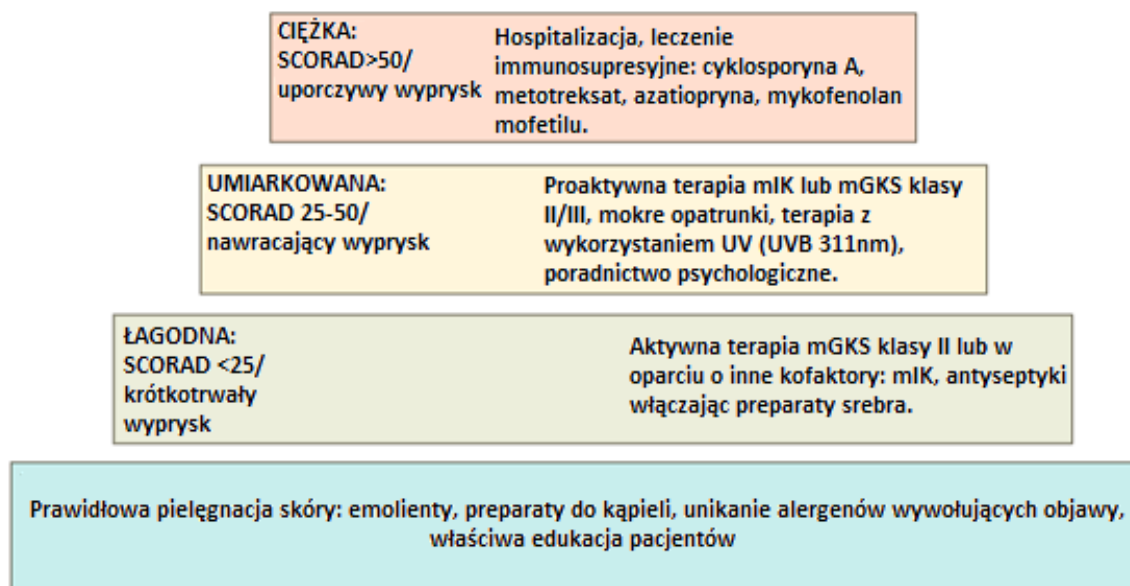 CIĘŻKA:
SCORAD>50/
uporczywy wyprysk
Hospitalizacja, leczenie
immunosupresyjne: cyklosporyna A,
metotreksat, azatiopryna, mykofenolan
mofetilu.
UMIARKOWANA:
SCORAD 25-50/
nawracający wyprysk
Proaktywna terapia mIK lub mGKS klasy
II/III, mokre opatrunki, terapia z
wykorzystaniem UV (UVB 311nm),
poradnictwo psychologiczne.
ŁAGODNA:
SCORAD <25/
krótkotrwały
wyprysk
Aktywna terapia mGKS klasy II lub w
oparciu o inne kofaktory: mIK, antyseptyki
włączając preparaty srebra.
Prawidłowa pielęgnacja skóry: emolienty, preparaty do kąpieli, unikanie alergenów wywołujących objawy,
właściwa edukacja pacjentów